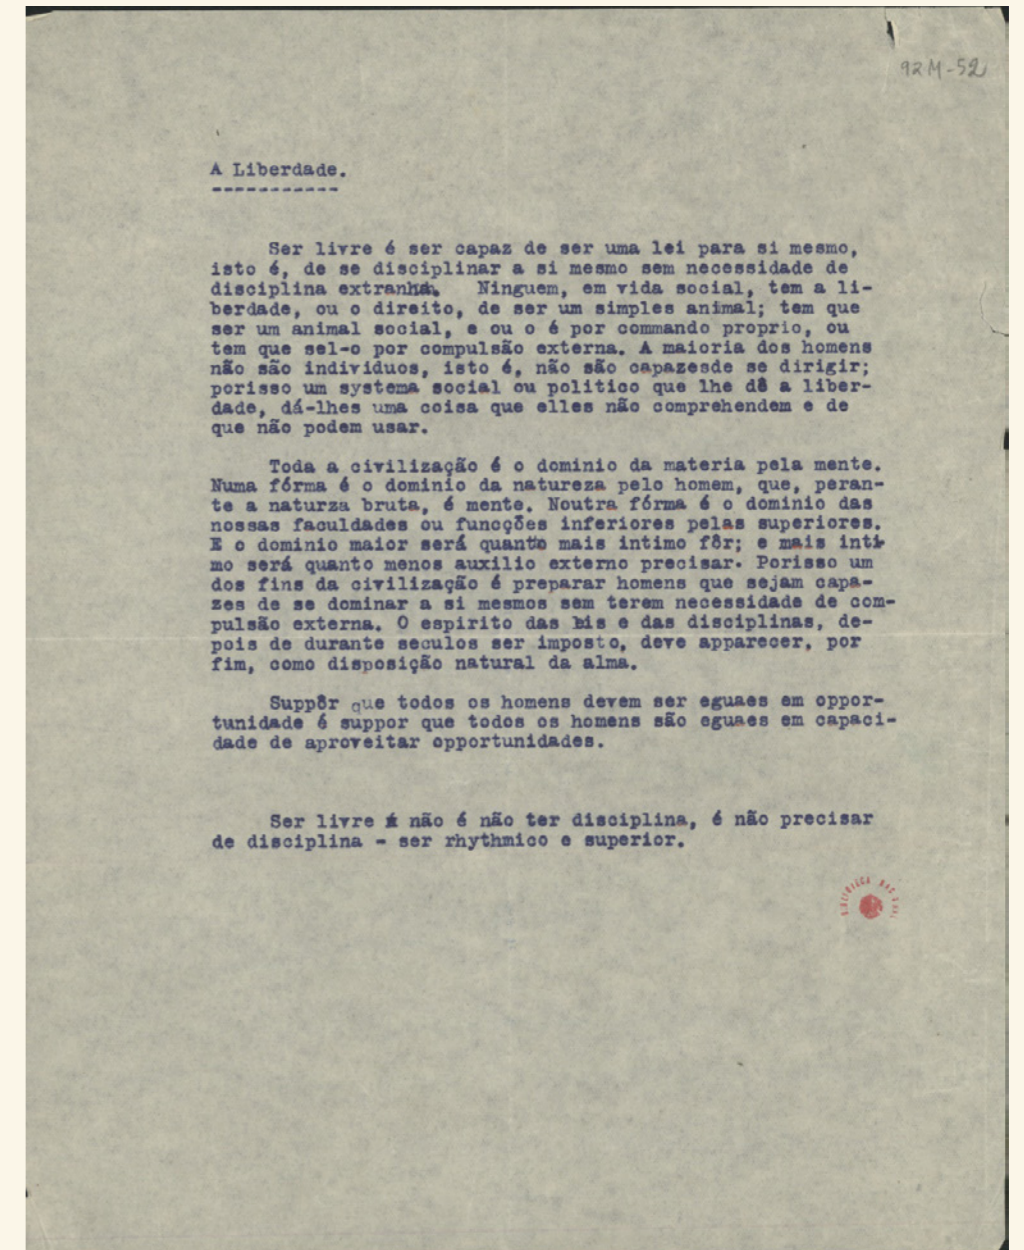 92M-52
A Liberdade.
-----------
Ser livre é ser capaz de ser uma lei para si mesmo,
isto é, de se disciplinar a si mesmo sem necessidade de
disciplina extranha. Ninguem, em vida social, tem a li-
berdade, ou o direito, de ser um simples animal; tem que
ser um animal social, e ou o é por commando proprio, ou
tem que sel-o por compulsão externa. A maioria dos homens
não são individuos, isto é, não são capazesde se dirigir;
porisso um systema social ou politico que lhe dê a liber-
dade, dá-lhes uma coisa que elles não comprehendem e de
que não podem usar.
Toda a civilização é o dominio da materia pela mente.
Numa fórma é o dominio da natureza pelo homem, que, peran-
te a naturza bruta, é mente. Noutra fórma é o dominio das
nossas faculdades ou funcções inferiores pelas superiores.
E o dominio maior será quanto mais intimo fôr; e mais inti-
mo será quanto menos auxilio externo precisar. Porisso um
dos fins da civilização é preparar homens que sejam capa-
zes de se dominar a si mesmos sem terem necessidade de com-
pulsão externa. O espirito das leis e das disciplinas, de-
pois de durante seculos ser imposto, deve apparecer, por
fim, como disposição natural da alma.
Suppôr que todos os homens devem ser eguaes em oppor-
tunidade é suppor que todos os homens são eguaes em capaci-
dade de aproveitar opportunidades.
Ser livre não é não ter disciplina, é não precisar
de disciplina - ser rhythmico e superior.
BIBLIOTECA NAC